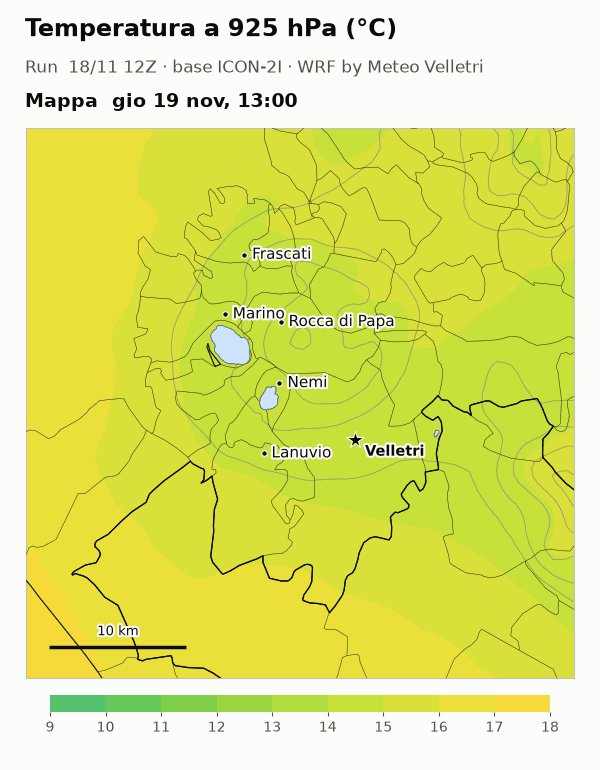 Temperatura a 925 hPa (°C)
Run  18/11 12Z · base ICON-2I · WRF by Meteo Velletri
Mappa  gio 19 nov, 13:00
Frascati
Marino
Rocca di Papa
Nemi
Velletri
Lanuvio
10 km
9 10 11 12 13 14 15 16 17 18